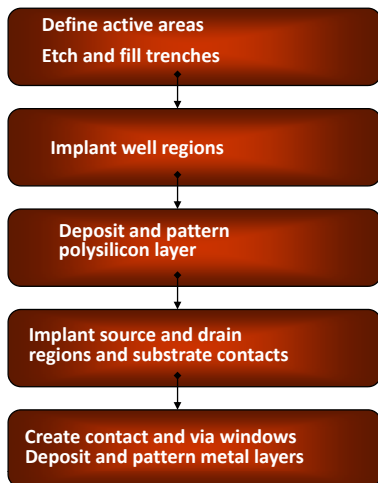 Define active areas
Etch and fill trenches
Implant well regions
Deposit and pattern
polysilicon layer
Implant source and drain
regions and substrate contacts
Create contact and via windows
Deposit and pattern metal layers